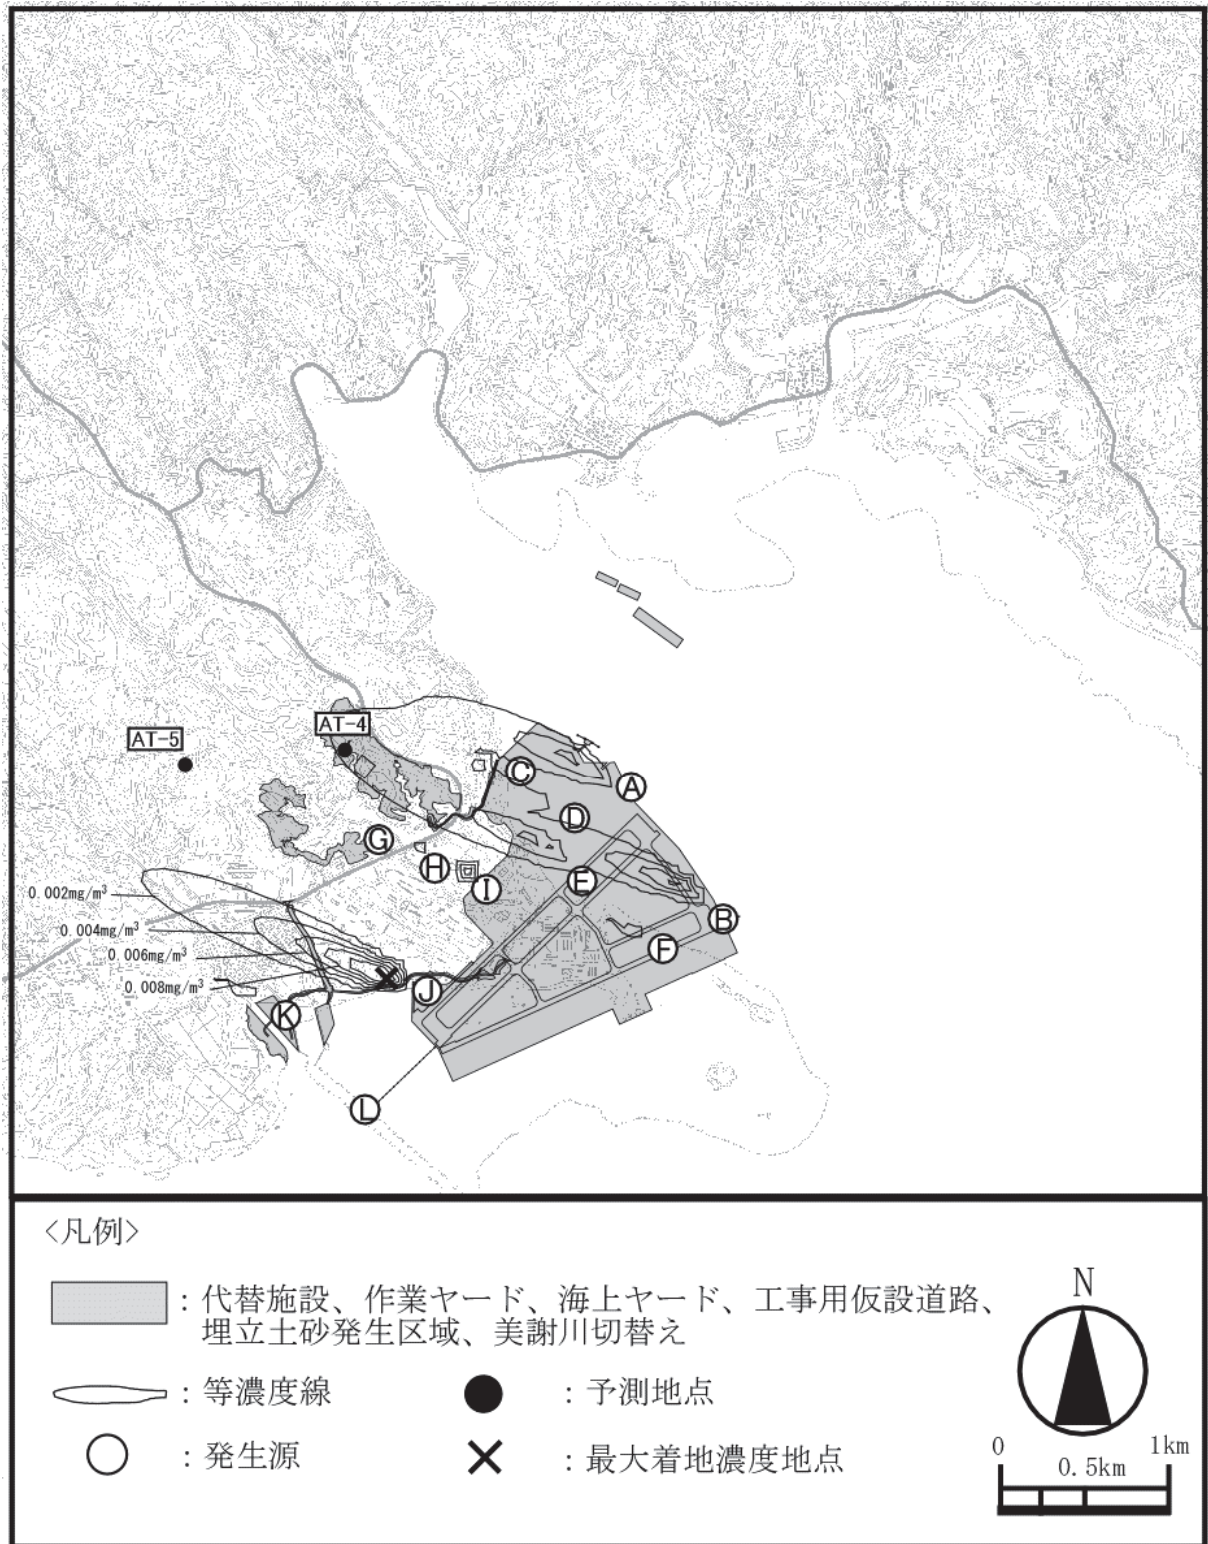 AT-4
AT-5
C
A
D
G
H
I
E
B
F
0.002mg/m³
0.004mg/m³
0.006mg/m³
0.008mg/m³
J
K
L
<凡例>
:代替施設、作業ヤード、海上ヤード、工事用仮設道路、
埋立土砂発生区域、美謝川切替え
:等濃度線
:予測地点
:発生源
:最大着地濃度地点
N
0
1km
0.5km